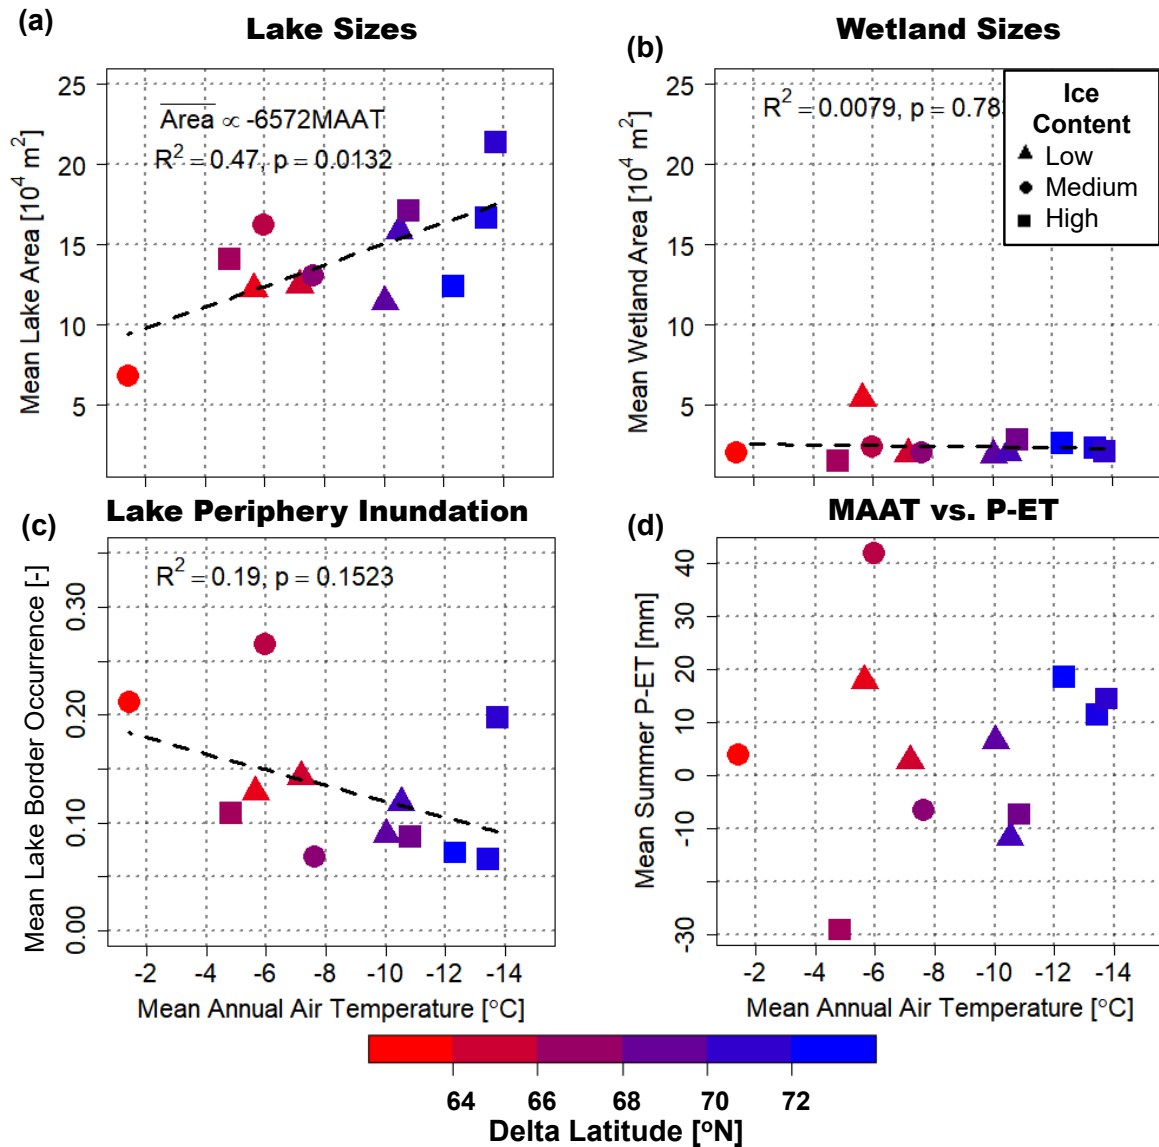 (a)
Lake Sizes
Mean Lake Area [10⁴ m²]
25
20
15
10
5
Area ∝ -6572MAAT
R² = 0.47, p = 0.0132
(b)
Wetland Sizes
Mean Wetland Area [10⁴ m²]
25
20
15
10
5
R² = 0.0079, p = 0.78
Ice
Content
Low
Medium
High
(c)
Lake Periphery Inundation
Mean Lake Border Occurrence [-]
0.30
0.20
0.10
0.00
R² = 0.19, p = 0.1523
-2 -4 -6 -8 -10 -12 -14
Mean Annual Air Temperature [°C]
(d)
MAAT vs. P-ET
Mean Summer P-ET [mm]
40
20
0
-10
-30
-2 -4 -6 -8 -10 -12 -14
Mean Annual Air Temperature [°C]
64 66 68 70 72
Delta Latitude [°N]